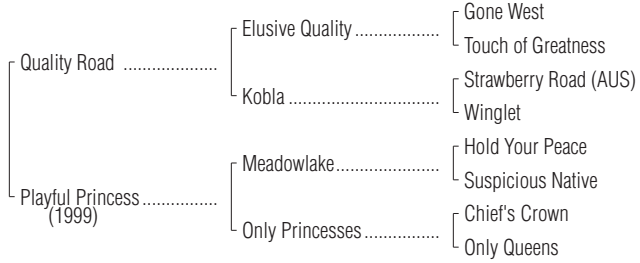 Gone West
Elusive Quality ..................
Touch of Greatness
Quality Road ....................
Strawberry Road (AUS)
Kobla ................................
Winglet
Hold Your Peace
Meadowlake......................
Suspicious Native
Playful Princess................
(1999)
Chief's Crown
Only Princesses ................
Only Queens